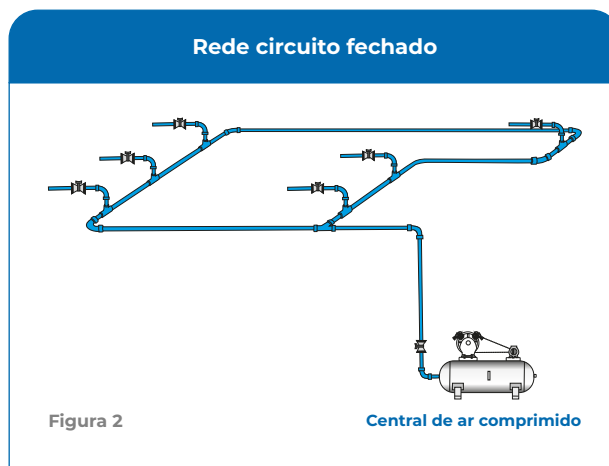 Rede circuito fechado
Figura 2
Central de ar comprimido